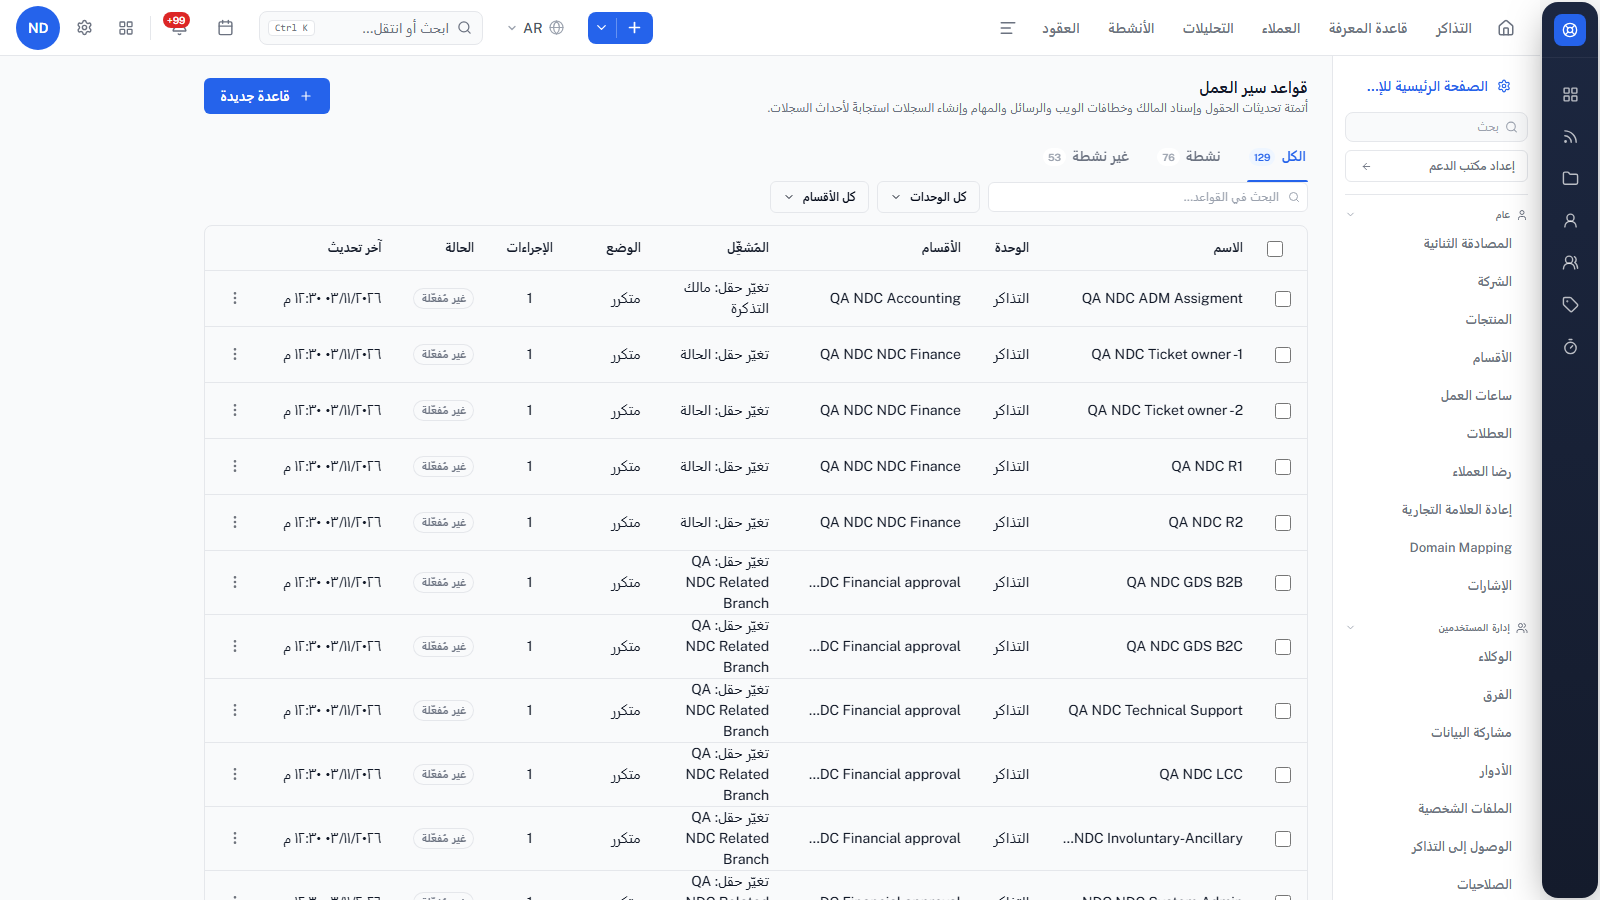 التذاكر
قاعدة المعرفة
العملاء
التحليلات
الأنشطة
العقود
AR
ابحث أو انتقل...
Ctrl K
+99
ND
الصفحة الرئيسية للإ...
بحث
إعداد مكتب الدعم
عام
المصادقة الثنائية
الشركة
المنتجات
الأقسام
ساعات العمل
العطلات
رضا العملاء
إعادة العلامة التجارية
Domain Mapping
الإشارات
إدارة المستخدمين
الوكلاء
الفرق
مشاركة البيانات
الأدوار
الملفات الشخصية
الوصول إلى التذاكر
الصلاحيات
قواعد سير العمل
أتمتة تحديثات الحقول وإسناد المالك وخطافات الويب والرسائل والمهام وإنشاء السجلات استجابةً لأحداث السجلات.
قاعدة جديدة
الكل 129
نشطة 76
غير نشطة 53
البحث في القواعد...
كل الوحدات
كل الأقسام
الاسم الوحدة الأقسام المُشغِّل الوضع الإجراءات الحالة آخر تحديث
QA NDC ADM Assigment التذاكر QA NDC Accounting تغيّر حقل: مالك التذكرة متكرر 1 غير مُفعّلة ٠٣/١١/٢٠٢٦ ١٢:٣٠ م
QA NDC Ticket owner -1 التذاكر QA NDC NDC Finance تغيّر حقل: الحالة متكرر 1 غير مُفعّلة ٠٣/١١/٢٠٢٦ ١٢:٣٠ م
QA NDC Ticket owner -2 التذاكر QA NDC NDC Finance تغيّر حقل: الحالة متكرر 1 غير مُفعّلة ٠٣/١١/٢٠٢٦ ١٢:٣٠ م
QA NDC R1 التذاكر QA NDC NDC Finance تغيّر حقل: الحالة متكرر 1 غير مُفعّلة ٠٣/١١/٢٠٢٦ ١٢:٣٠ م
QA NDC R2 التذاكر QA NDC NDC Finance تغيّر حقل: الحالة متكرر 1 غير مُفعّلة ٠٣/١١/٢٠٢٦ ١٢:٣٠ م
QA NDC GDS B2B التذاكر ...DC Financial approval تغيّر حقل: QA NDC Related Branch متكرر 1 غير مُفعّلة ٠٣/١١/٢٠٢٦ ١٢:٣٠ م
QA NDC GDS B2C التذاكر ...DC Financial approval تغيّر حقل: QA NDC Related Branch متكرر 1 غير مُفعّلة ٠٣/١١/٢٠٢٦ ١٢:٣٠ م
QA NDC Technical Support التذاكر ...DC Financial approval تغيّر حقل: QA NDC Related Branch متكرر 1 غير مُفعّلة ٠٣/١١/٢٠٢٦ ١٢:٣٠ م
QA NDC LCC التذاكر ...DC Financial approval تغيّر حقل: QA NDC Related Branch متكرر 1 غير مُفعّلة ٠٣/١١/٢٠٢٦ ١٢:٣٠ م
...NDC Involuntary-Ancillary التذاكر ...DC Financial approval تغيّر حقل: QA NDC Related Branch متكرر 1 غير مُفعّلة ٠٣/١١/٢٠٢٦ ١٢:٣٠ م
تغيّر حقل: QA